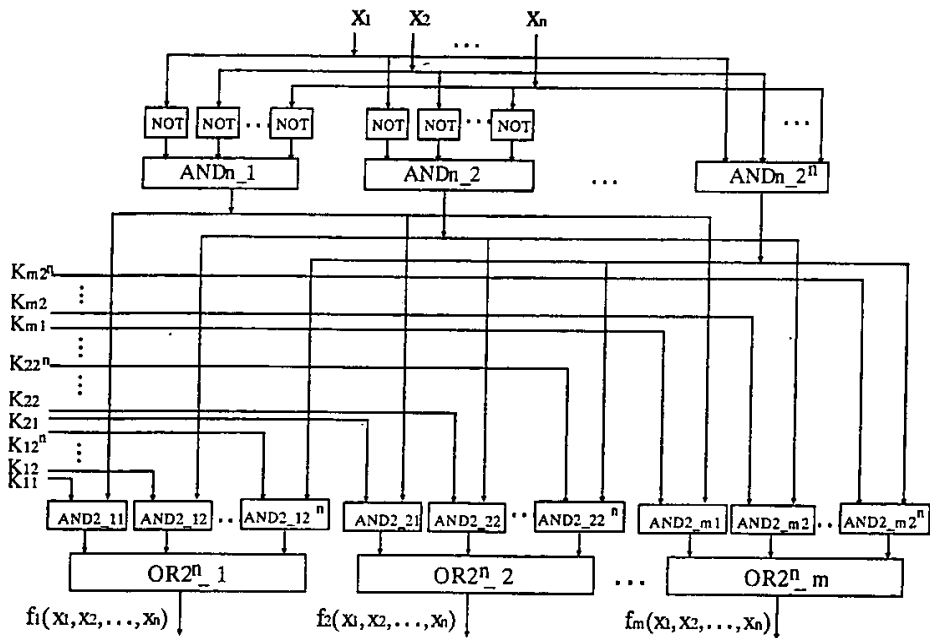 X1 X2 ... Xn
NOT NOT ... NOT NOT NOT ... NOT ...
ANDn_1 ANDn_2 ... ANDn_2ⁿ
Km2ⁿ
⋮
Km2
Km1
⋮
K22ⁿ
⋮
K22
K21
K12ⁿ
⋮
K12
K11
AND2_11 AND2_12 .. AND2_12ⁿ AND2_21 AND2_22 .. AND2_22ⁿ AND2_m1 AND2_m2 .. AND2_m2ⁿ
OR2ⁿ_1 OR2ⁿ_2 ... OR2ⁿ_m
f1(X1,X2,...,Xn) f2(X1,X2,...,Xn) fm(X1,X2,...,Xn)